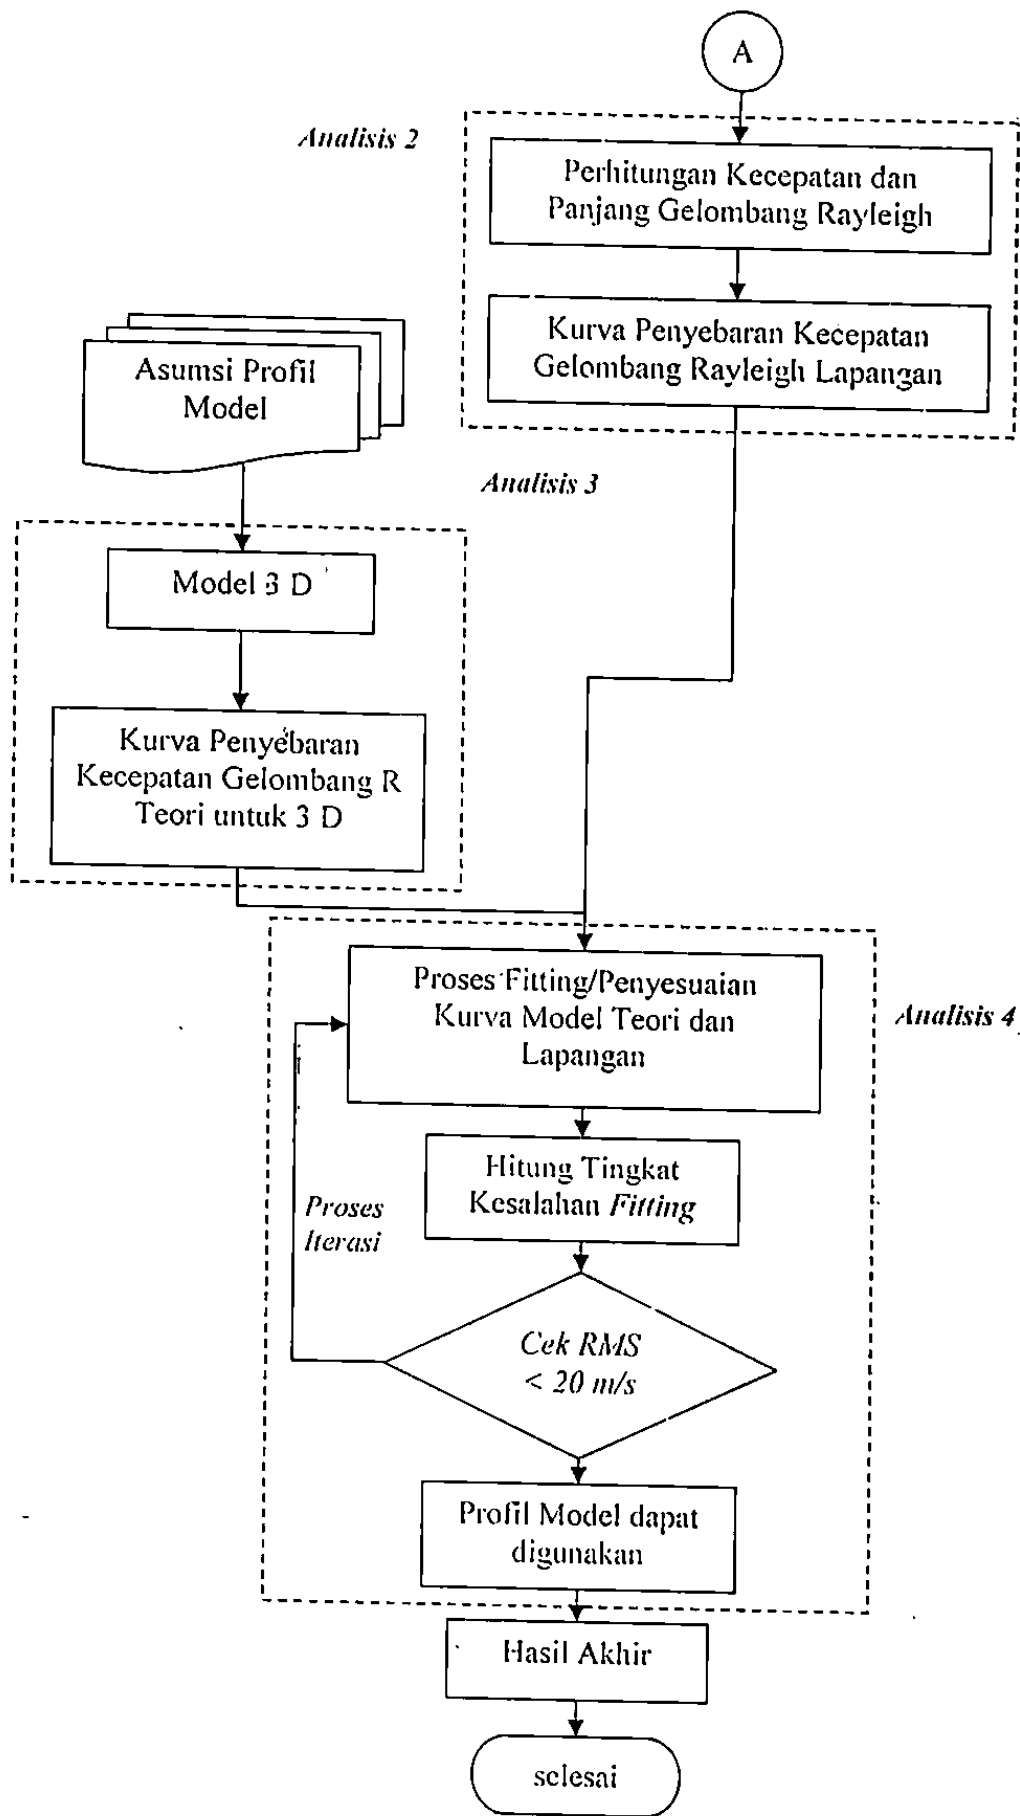 A
Analisis 2
Perhitungan Kecepatan dan
Panjang Gelombang Rayleigh
Kurva Penyebaran Kecepatan
Gelombang Rayleigh Lapangan
Asumsi Profil
Model
Analisis 3
Model 3 D
Kurva Penyebaran
Kecepatan Gelombang R
Teori untuk 3 D
Proses Fitting/Penyesuaian
Kurva Model Teori dan
Lapangan
Analisis 4
Hitung Tingkat
Kesalahan Fitting
Proses
Iterasi
Cek RMS
< 20 m/s
Profil Model dapat
digunakan
Hasil Akhir
selesai